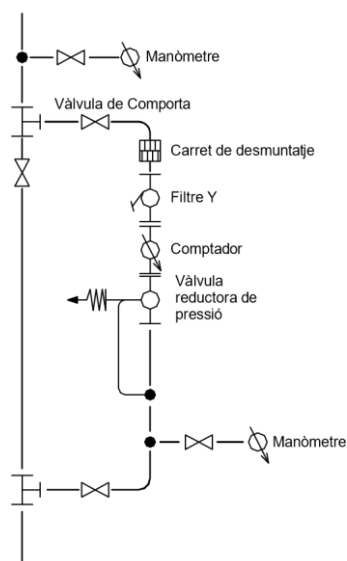 Manòmetre
Vàlvula de Comporta
Carret de desmuntatje
Filtre Y
Comptador
Vàlvula
reductora de
pressió
Manòmetre